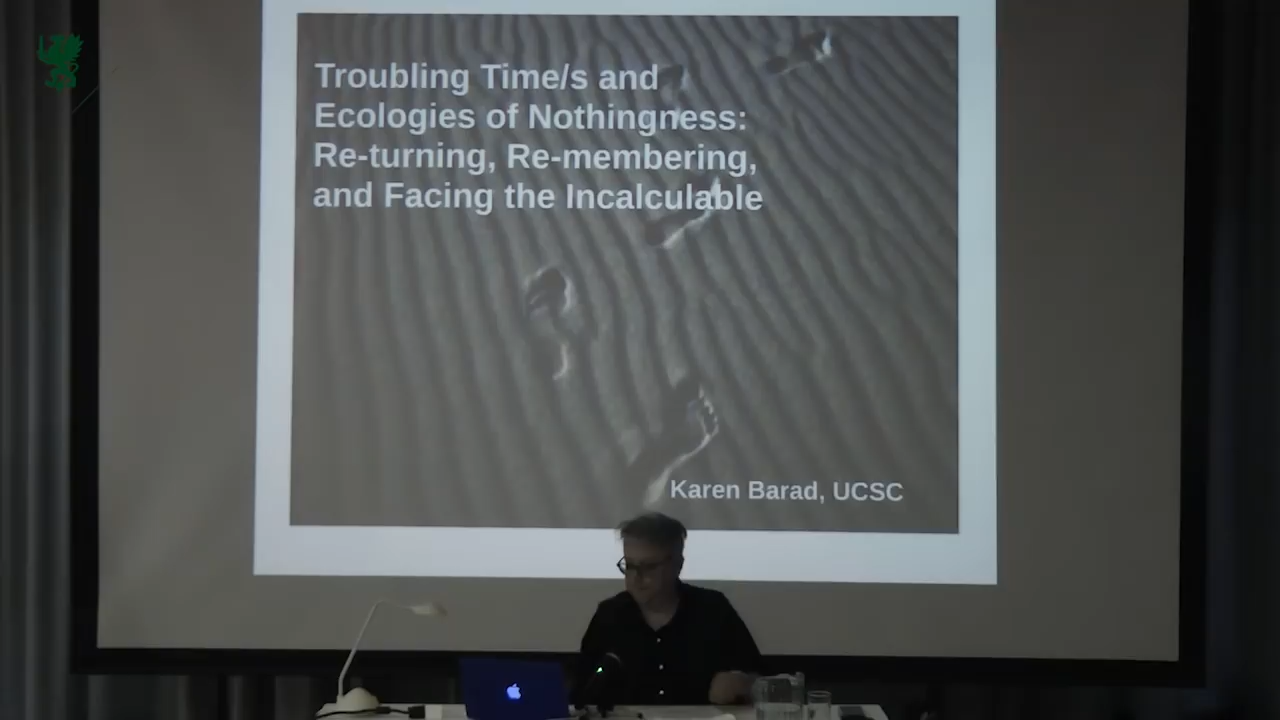 Troubling Time/s and
Ecologies of Nothingness:
Re-turning, Re-membering,
and Facing the Incalculable
Karen Barad, UCSC